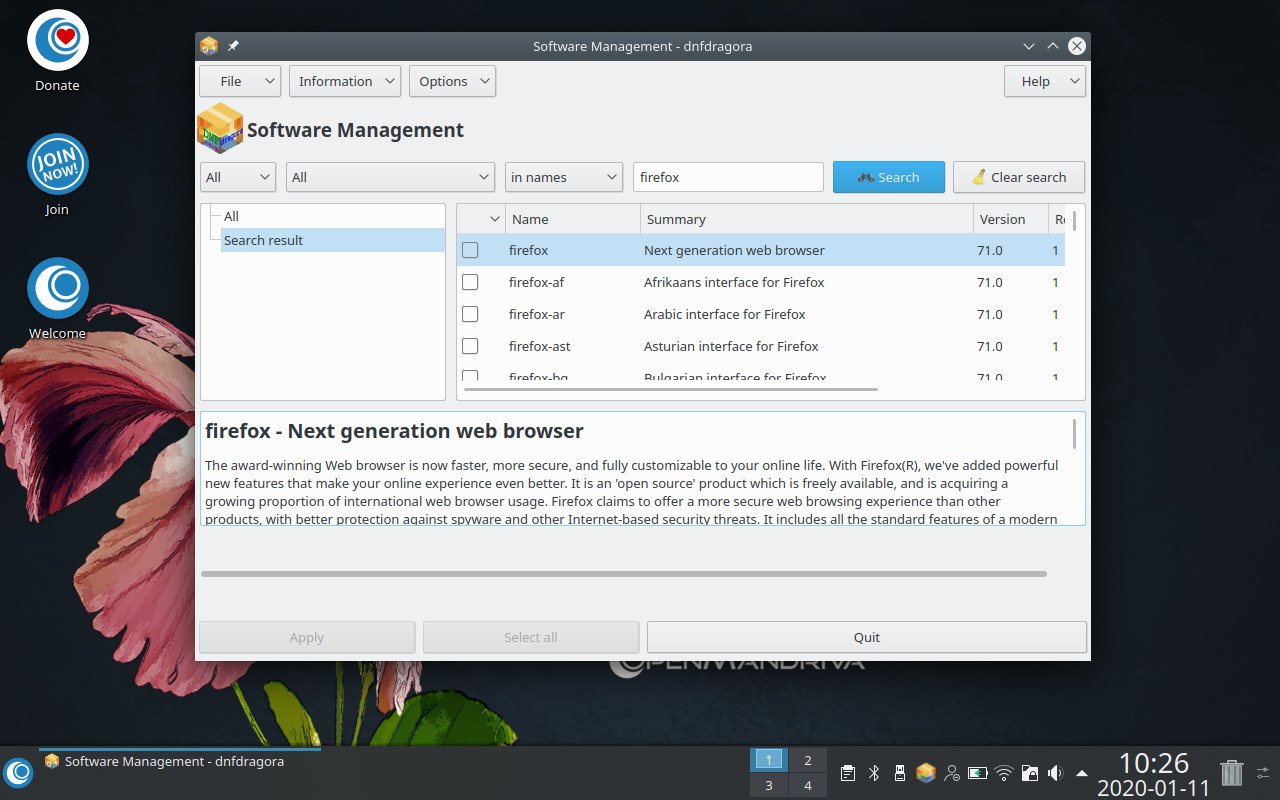 Donate
JOIN
NOW!
Join
Welcome
Software Management - dnfdragora
File
Information
Options
Help
Software Management
All
All
in names
firefox
Search
Clear search
All
Search result
Name Summary Version
firefox Next generation web browser 71.0 1
firefox-af Afrikaans interface for Firefox 71.0 1
firefox-ar Arabic interface for Firefox 71.0 1
firefox-ast Asturian interface for Firefox 71.0 1
firefox-bg Bulgarian interface for Firefox 71.0 1
firefox - Next generation web browser
The award-winning Web browser is now faster, more secure, and fully customizable to your online life. With Firefox(R), we've added powerful
new features that make your online experience even better. It is an 'open source' product which is freely available, and is acquiring a
growing proportion of international web browser usage. Firefox claims to offer a more secure web browsing experience than other
products, with better protection against spyware and other Internet-based security threats. It includes all the standard features of a modern
Apply
Select all
Quit
OPENMANDRIVA
Software Management - dnfdragora
1 2
3 4
10:26
2020-01-11